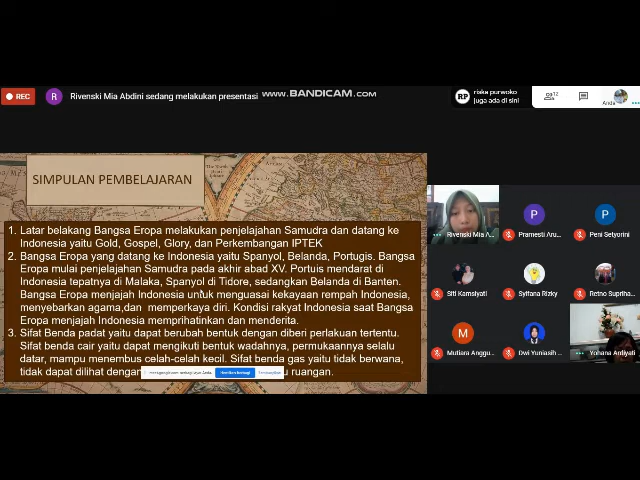 REC
R
Rivenski Mia Abdini sedang melakukan presentasi
WWW.BANDICAM.COM
RP
riska purwoko
juga ada di sini
12
Anda
SIMPULAN PEMBELAJARAN
1. Latar belakang Bangsa Eropa melakukan penjelajahan Samudra dan datang ke
Indonesia yaitu Gold, Gospel, Glory, dan Perkembangan IPTEK
2. Bangsa Eropa yang datang ke Indonesia yaitu Spanyol, Belanda, Portugis. Bangsa
Eropa mulai penjelajahan Samudra pada akhir abad XV. Portuis mendarat di
Indonesia tepatnya di Malaka, Spanyol di Tidore, sedangkan Belanda di Banten.
Bangsa Eropa menjajah Indonesia untuk menguasai kekayaan rempah Indonesia,
menyebarkan agama,dan memperkaya diri. Kondisi rakyat Indonesia saat Bangsa
Eropa menjajah Indonesia memprihatinkan dan menderita.
3. Sifat Benda padat yaitu dapat berubah bentuk dengan diberi perlakuan tertentu.
Sifat benda cair yaitu dapat mengikuti bentuk wadahnya, permukaannya selalu
datar, mampu menembus celah-celah kecil. Sifat benda gas yaitu tidak berwana,
tidak dapat dilihat dengan ruangan.
Rivenski Mia A...
P
Pramesti Aru...
P
Peni Setyorini
Siti Kamsiyati
Syifana Rizky
Retno Supriha...
M
Mutiara Anggu...
Dwi Yuniasih ...
Yohana Antiyati